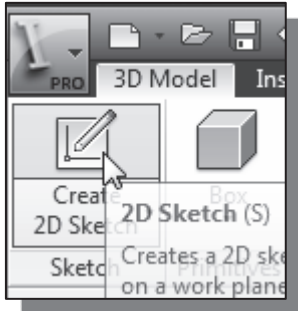 PRO
3D Model Ins
Create
2D Sketch
Box
2D Sketch (S)
Creates a 2D ske
on a work plane
Sketch
Primitives